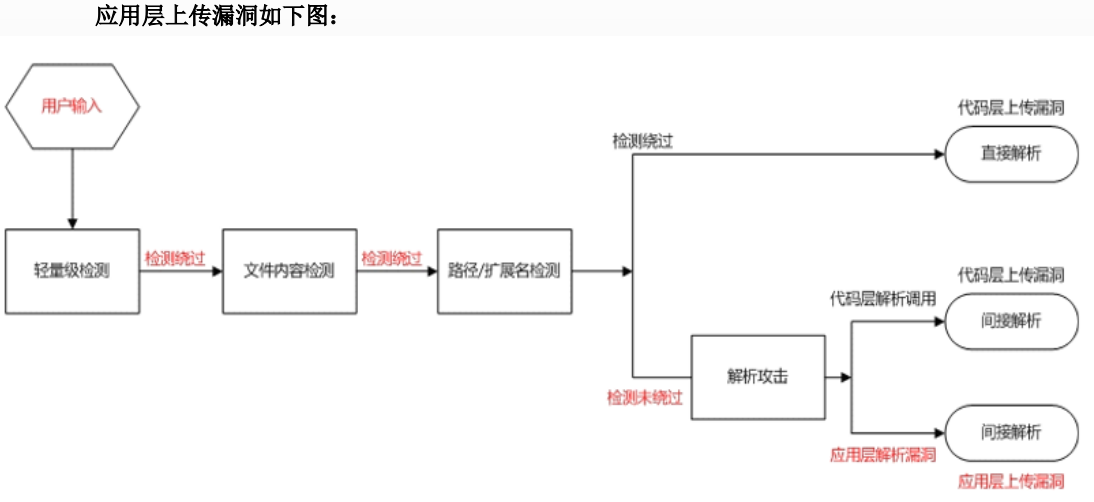 应用层上传漏洞如下图：
用户输入
轻量级检测
检测绕过
文件内容检测
检测绕过
路径/扩展名检测
检测绕过
代码层上传漏洞
直接解析
检测未绕过
解析攻击
代码层解析调用
代码层上传漏洞
间接解析
应用层解析漏洞
间接解析
应用层上传漏洞